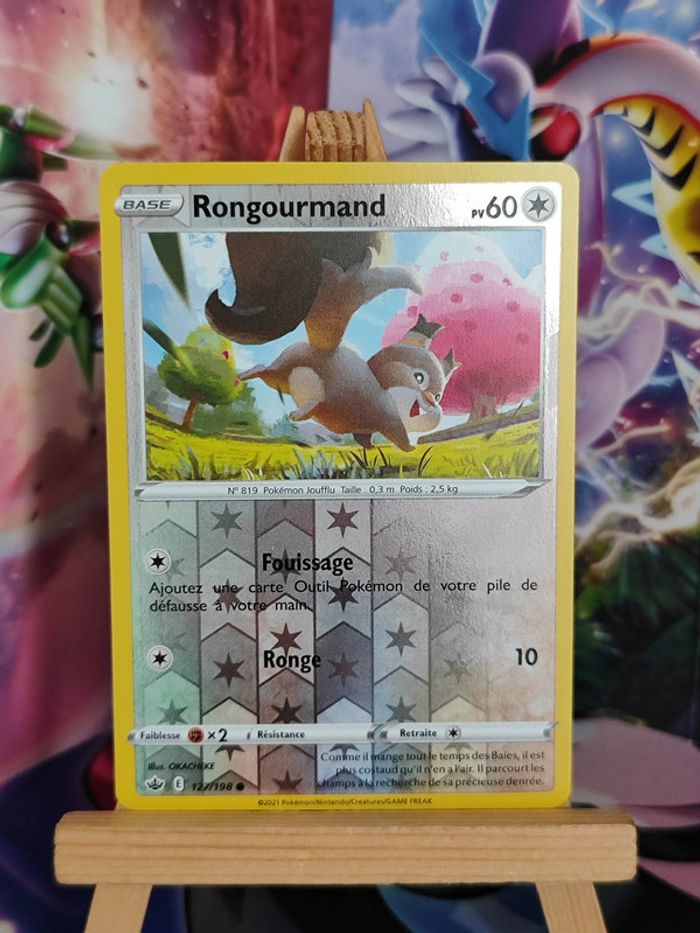 BASE Rongourmand PV60
N° 819 Pokémon Joufflu Taille : 0,3 m Poids : 2,5 kg
Fouissage
Ajoutez une carte Outil Pokémon de votre pile de
défausse à votre main.
Ronge 10
Faiblesse ×2 Résistance Retraite
Illus. OKACHEKE
Comme il mange tout le temps des Baies, il est
plus costaud qu'il n'en a l'air. Il parcourt les
champs à la recherche de sa précieuse denrée.
E 122/198
©2021 Pokémon/Nintendo/Creatures/GAME FREAK